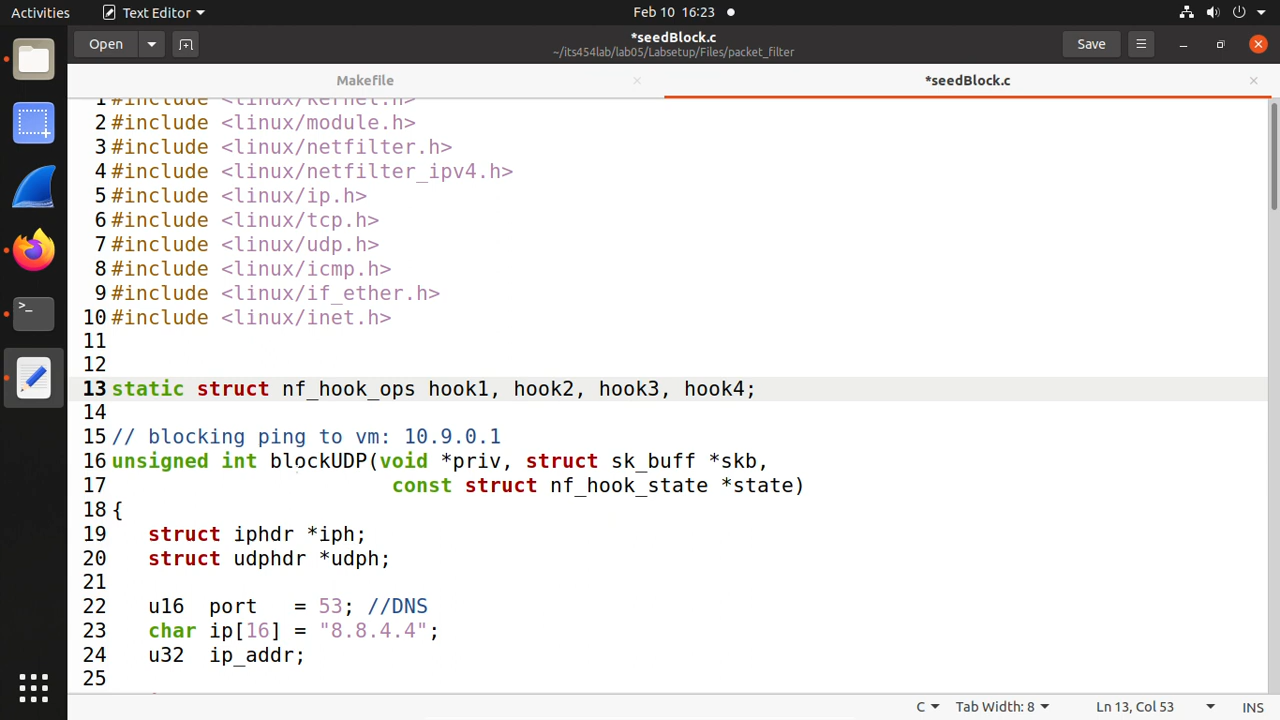 Activities Text Editor Feb 10 16:23
Open *seedBlock.c Save
~/its454lab/lab05/Labsetup/Files/packet_filter
Makefile *seedBlock.c
1 #include <linux/kernel.h>
2 #include <linux/module.h>
3 #include <linux/netfilter.h>
4 #include <linux/netfilter_ipv4.h>
5 #include <linux/ip.h>
6 #include <linux/tcp.h>
7 #include <linux/udp.h>
8 #include <linux/icmp.h>
9 #include <linux/if_ether.h>
10 #include <linux/inet.h>
11
12
13 static struct nf_hook_ops hook1, hook2, hook3, hook4;
14
15 // blocking ping to vm: 10.9.0.1
16 unsigned int blockUDP(void *priv, struct sk_buff *skb,
17 const struct nf_hook_state *state)
18 {
19 struct iphdr *iph;
20 struct udphdr *udph;
21
22 u16 port = 53; //DNS
23 char ip[16] = "8.8.4.4";
24 u32 ip_addr;
25
C Tab Width: 8 Ln 13, Col 53 INS